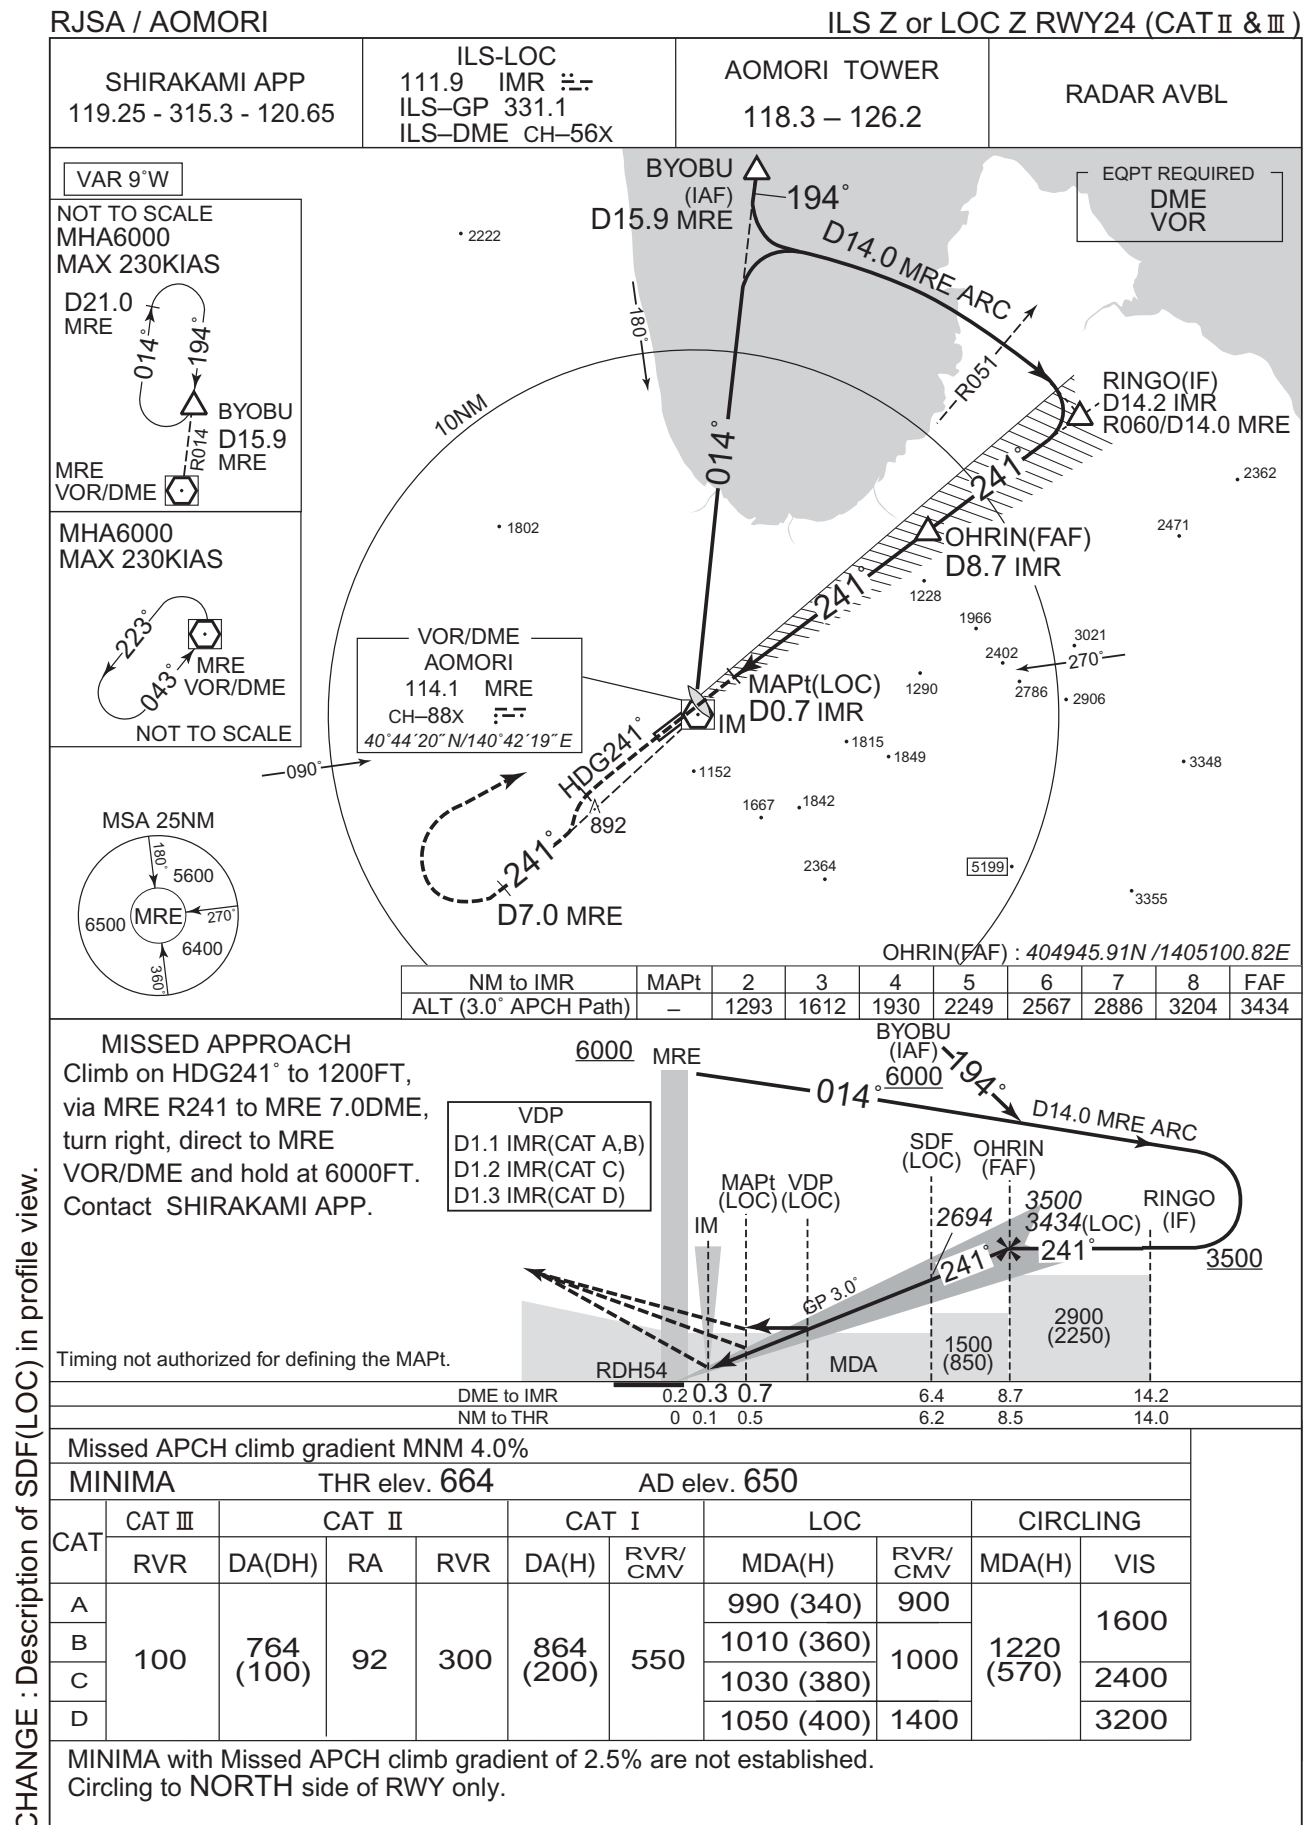 RJSA / AOMORI
ILS Z or LOC Z RWY24 (CATⅡ &Ⅲ)
SHIRAKAMI APP
119.25 - 315.3 - 120.65
ILS-LOC
111.9 IMR
ILS–GP 331.1
ILS–DME CH–56X
AOMORI TOWER
118.3 – 126.2
RADAR AVBL
VAR 9°W
NOT TO SCALE
MHA6000
MAX 230KIAS
D21.0
MRE
014°
194°
BYOBU
D15.9
MRE
R014
MRE
VOR/DME
MHA6000
MAX 230KIAS
223°
043°
MRE
VOR/DME
NOT TO SCALE
BYOBU
(IAF)
D15.9 MRE
194°
EQPT REQUIRED
DME
VOR
2222
D14.0 MRE ARC
180°
R051
RINGO(IF)
D14.2 IMR
R060/D14.0 MRE
10NM
014°
241°
2362
2471
1802
OHRIN(FAF)
D8.7 IMR
241°
1228
1966
3021
2402
270°
2786
2906
1290
VOR/DME
AOMORI
114.1 MRE
CH–88X
40°44´20˝N/140°42´19˝E
MAPt(LOC)
D0.7 IMR
IM
HDG241°
1815
1849
3348
1152
090°
1667
1842
892
2364
5199
3355
241°
D7.0 MRE
MSA 25NM
180°
5600
MRE
270°
6500
6400
360°
OHRIN(FAF) : 404945.91N /1405100.82E
NM to IMR MAPt 2 3 4 5 6 7 8 FAF
ALT (3.0° APCH Path) – 1293 1612 1930 2249 2567 2886 3204 3434
MISSED APPROACH
Climb on HDG241° to 1200FT,
via MRE R241 to MRE 7.0DME,
turn right, direct to MRE
VOR/DME and hold at 6000FT.
Contact SHIRAKAMI APP.
6000
MRE
BYOBU
(IAF)
6000
194°
014°
D14.0 MRE ARC
VDP
D1.1 IMR(CAT A,B)
D1.2 IMR(CAT C)
D1.3 IMR(CAT D)
SDF
(LOC)
OHRIN
(FAF)
MAPt
(LOC)
VDP
(LOC)
IM
2694
3500
3434(LOC)
RINGO
(IF)
241°
241°
3500
GP 3.0°
2900
(2250)
1500
(850)
MDA
Timing not authorized for defining the MAPt.
RDH54
DME to IMR 0.2 0.3 0.7 6.4 8.7 14.2
NM to THR 0 0.1 0.5 6.2 8.5 14.0
Missed APCH climb gradient MNM 4.0%
MINIMA THR elev. 664 AD elev. 650
CAT CAT Ⅲ CAT Ⅱ CAT Ⅰ LOC CIRCLING
RVR DA(DH) RA RVR DA(H) RVR/CMV MDA(H) RVR/CMV MDA(H) VIS
A 990 (340) 900
B 1010 (360)
C 1030 (380)
D 1050 (400) 1400
100
764
(100)
92
300
864
(200)
550
1000
1220
(570)
1600
2400
3200
MINIMA with Missed APCH climb gradient of 2.5% are not established.
Circling to NORTH side of RWY only.
CHANGE : Description of SDF(LOC) in profile view.